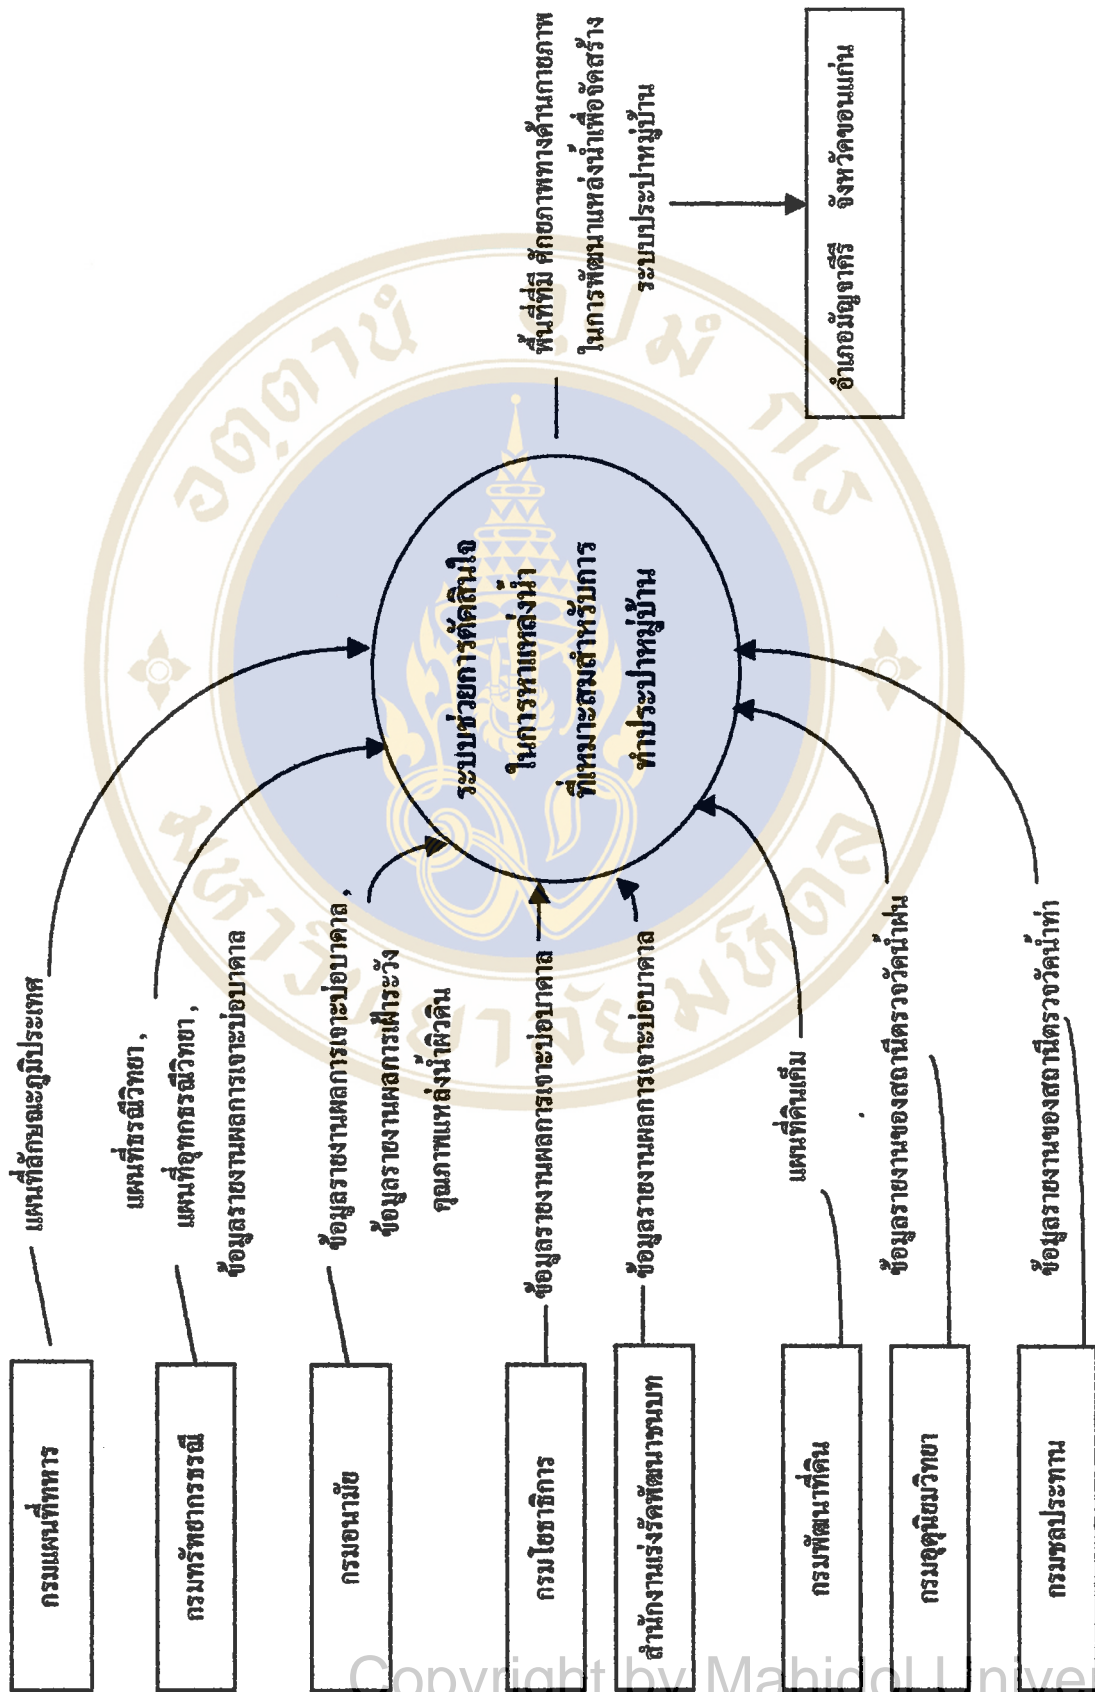 กรมแผนที่ทหาร
แผนที่ลักษณะภูมิประเทศ
กรมทรัพยากรธรณี
แผนที่ธรณีวิทยา,
แผนที่อุทกธรณีวิทยา,
ข้อมูลรายงานผลการเจาะบ่อบาดาล
กรมอนามัย
ข้อมูลรายงานผลการเจาะบ่อบาดาล,
ข้อมูลรายงานผลการเฝ้าระวัง
คุณภาพแหล่งน้ำผิวดิน
กรมโยธาธิการ
ข้อมูลรายงานผลการเจาะบ่อบาดาล
สำนักงานเร่งรัดพัฒนาชนบท
ข้อมูลรายงานผลการเจาะบ่อบาดาล
กรมพัฒนาที่ดิน
แผนที่ดินเค็ม
กรมอุตุนิยมวิทยา
ข้อมูลรายงานของสถานีตรวจวัดน้ำฝน
กรมชลประทาน
ข้อมูลรายงานของสถานีตรวจวัดน้ำท่า
ระบบช่วยการตัดสินใจ
ในการหาแหล่งน้ำ
ที่เหมาะสมสำหรับการ
ทำประปาหมู่บ้าน
พื้นที่ที่มี ศักยภาพทางด้านกายภาพ
ในการพัฒนาแหล่งน้ำเพื่อจัดสร้าง
ระบบประปาหมู่บ้าน
อำเภอมัญจาคีรี จังหวัดขอนแก่น
อตฺตานํ อุปมํ กเร
มหาวิทยาลัยมหิดล
Copyright by Mahidol Univer